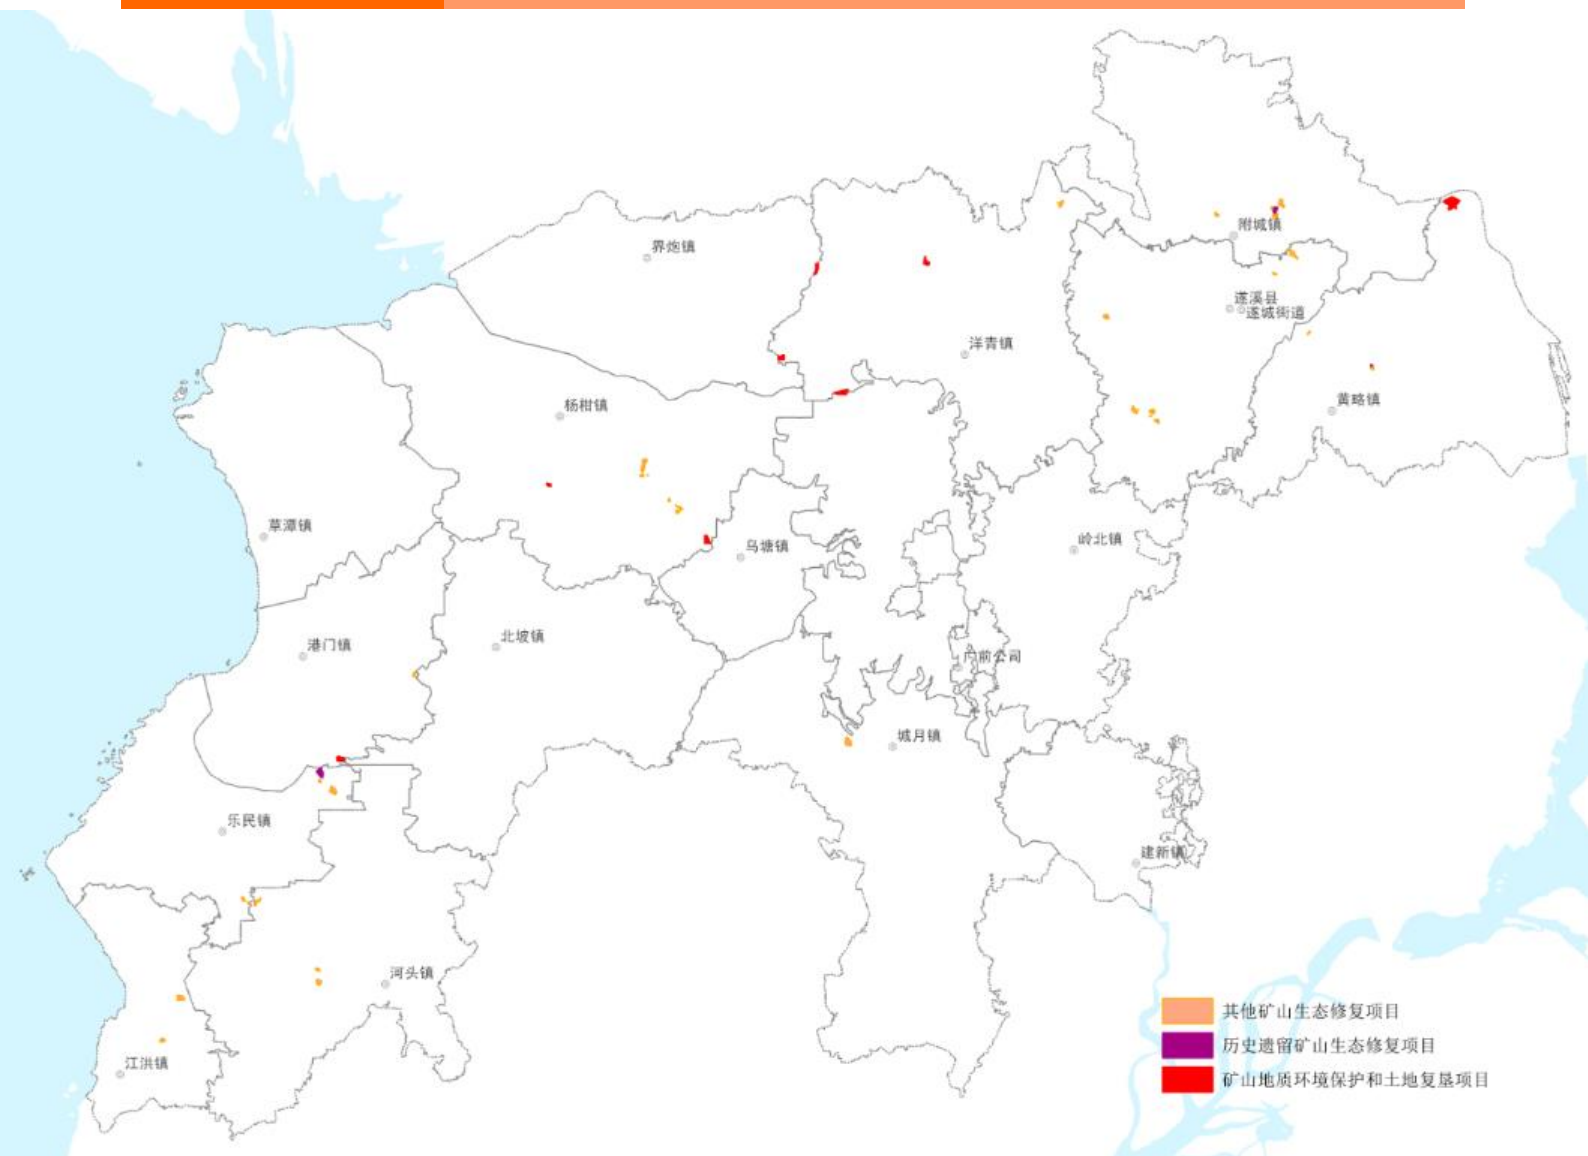 附城镇
界炮镇
遂溪县
遂城街道
洋青镇
黄略镇
杨柑镇
草潭镇
岭北镇
乌塘镇
北坡镇
港门镇
前公司
城月镇
乐民镇
建新镇
河头镇
江洪镇
其他矿山生态修复项目
历史遗留矿山生态修复项目
矿山地质环境保护和土地复垦项目